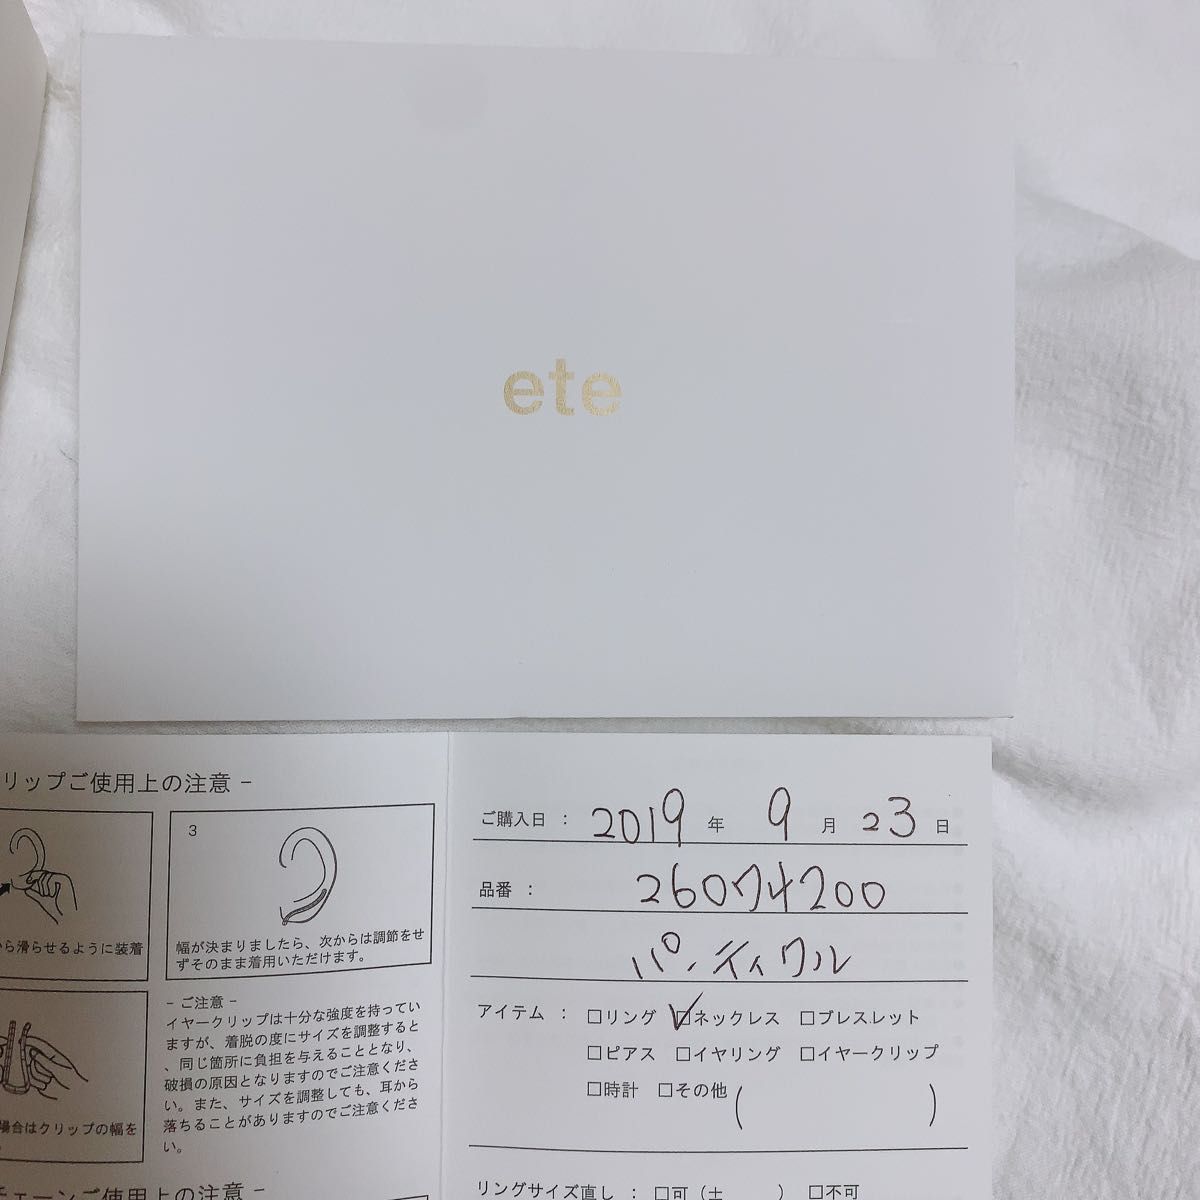 ete
リップご使用上の注意 –
3
ら滑らせるように装着
幅が決まりましたら、次からは調節をせ
ずそのまま着用いただけます。
場合はクリップの幅を
- ご注意 -
イヤークリップは十分な強度を持ってい
ますが、着脱の度にサイズを調整すると
、同じ箇所に負担を与えることとなり、
破損の原因となりますのでご注意くださ
い。また、サイズを調整しても、耳から
落ちることがありますのでご注意くださ
い。
チェーンご使用上の注意 –
ご購入日 : 2019 年 9 月 23 日
品番 : 26074200
パーティクル
アイテム : □リング □ネックレス □ブレスレット
□ピアス □イヤリング □イヤークリップ
□時計 □その他 ( )
リングサイズ直し : □可 (± ) □不可